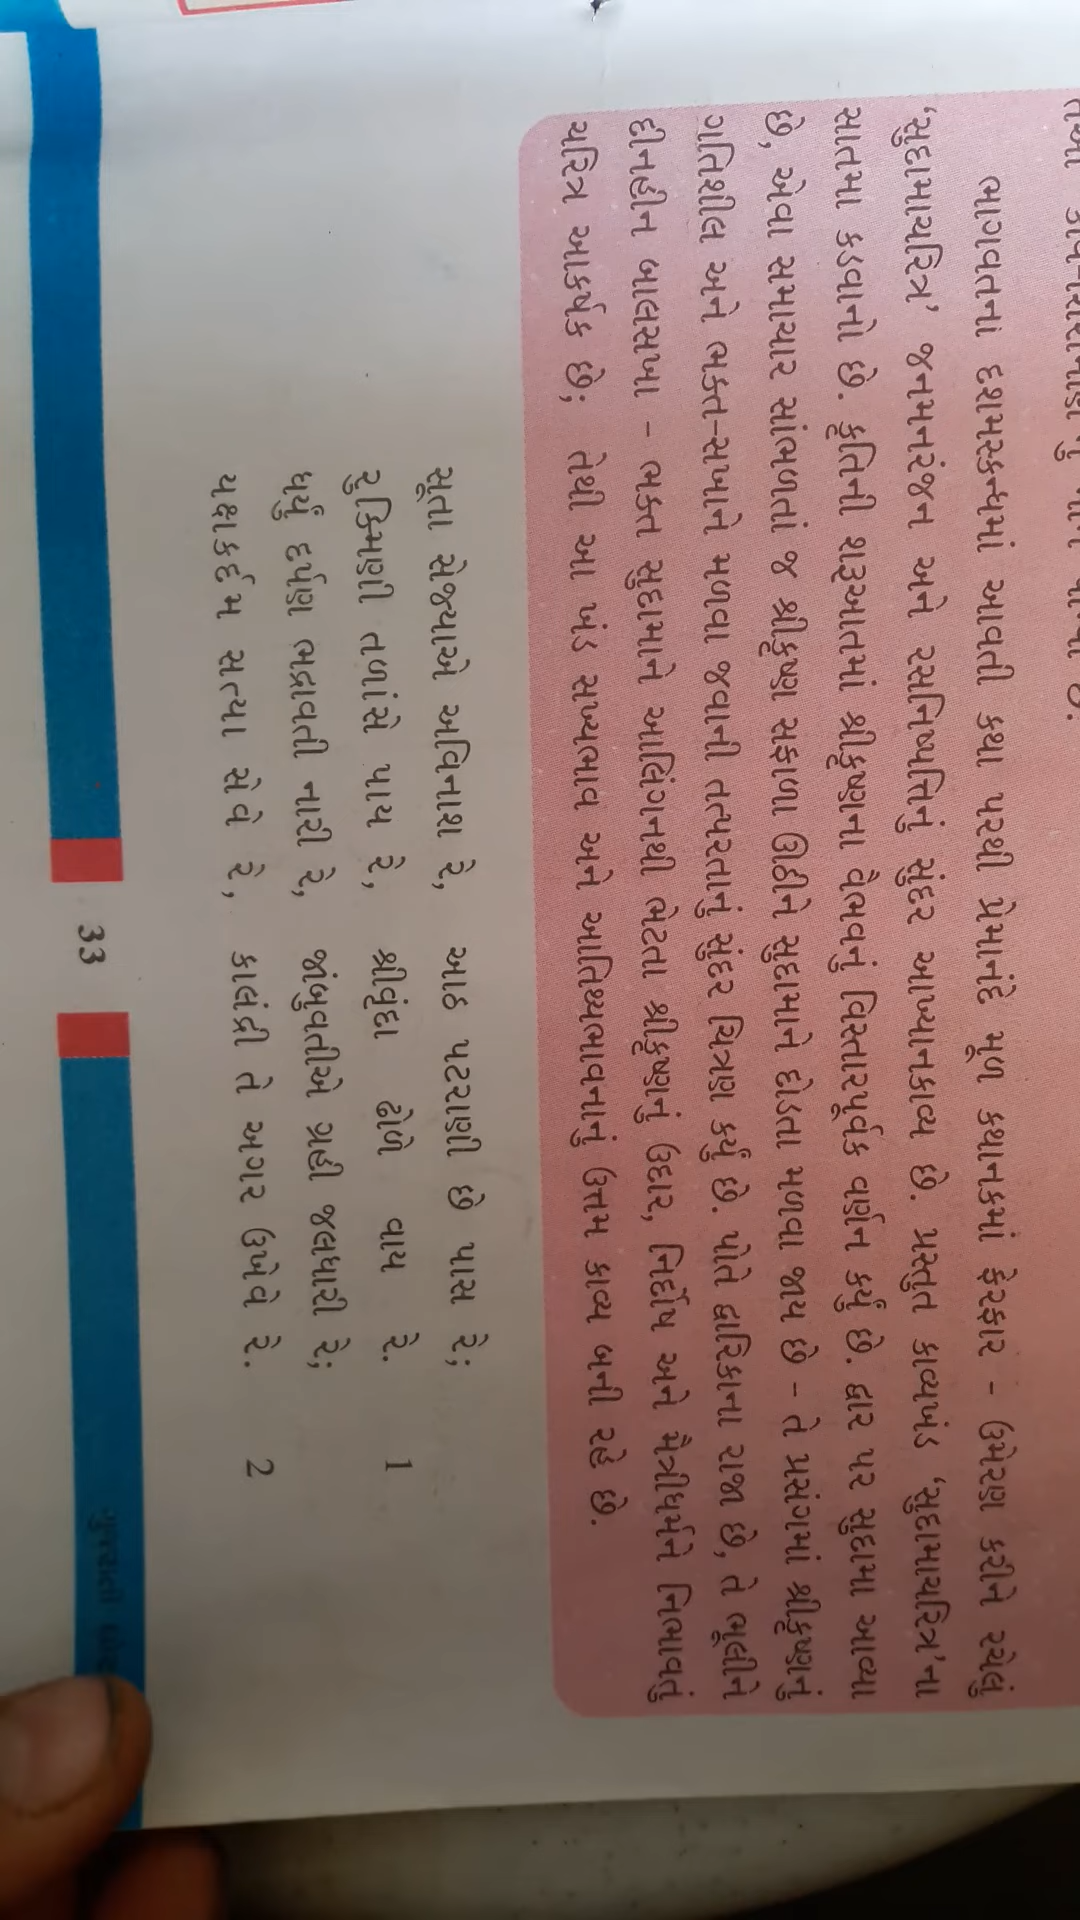 ભાગવતનાં દશમસ્કન્ધમાં આવતી કથા પરથી પ્રેમાનંદે મૂળ કથાનકમાં ફેરફાર - ઉમેરણ કરીને રચેલું
‘સુદામાચરિત્ર’ જનમનરંજન અને રસનિષ્પત્તિનું સુંદર આખ્યાનકાવ્ય છે. પ્રસ્તુત કાવ્યખંડ ‘સુદામાચરિત્ર’ના
સાતમા કડવાનો છે. કૃતિની શરૂઆતમાં શ્રીકૃષ્ણના વૈભવનું વિસ્તારપૂર્વક વર્ણન કર્યું છે. દ્વાર પર સુદામા આવ્યા
છે, એવા સમાચાર સાંભળતાં જ શ્રીકૃષ્ણ સફાળા ઊઠીને સુદામાને દોડતા મળવા જાય છે - તે પ્રસંગમાં શ્રીકૃષ્ણનું
ગતિશીલ અને ભક્ત-સખાને મળવા જવાની તત્પરતાનું સુંદર ચિત્રણ કર્યું છે. પોતે દ્વારિકાના રાજા છે, તે ભૂલીને
દીનહીન બાલસખા - ભક્ત સુદામાને આલિંગનથી ભેટતા શ્રીકૃષ્ણનું ઉદાર, નિર્દોષ અને મૈત્રીધર્મને નિભાવતું
ચરિત્ર આકર્ષક છે; તેથી આ ખંડ સખ્યભાવ અને આતિથ્યભાવનાનું ઉત્તમ કાવ્ય બની રહે છે.
સૂતા સેજ્યાએ અવિનાશ રે, આઠ પટરાણી છે પાસ રે;
રુક્મિણી તળાંસે પાય રે, શ્રીવૃંદા ઢોળે વાય રે. 1
ધર્યું દર્પણ ભદ્રાવતી નારી રે, જાંબુવતીએ ગ્રહી જલધારી રે;
યક્ષકર્દમ સત્યા સેવે રે, કાલંદ્રી તે અગર ઉખેવે રે. 2
33
ગુજરાતી